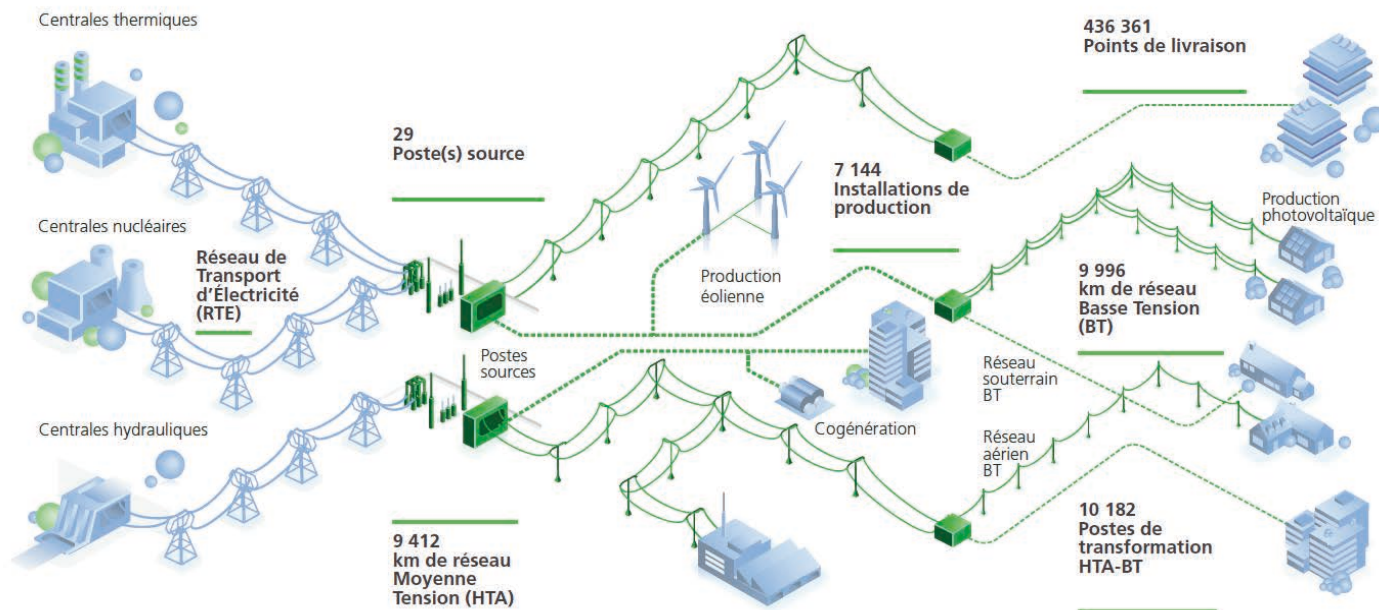 Centrales thermiques
436 361
Points de livraison
29
Poste(s) source
7 144
Installations de
production
Production
photovoltaïque
Centrales nucléaires
Réseau de
Transport
d'Électricité
(RTE)
Production
éolienne
9 996
km de réseau
Basse Tension
(BT)
Postes
sources
Réseau
souterrain
BT
Centrales hydrauliques
Cogénération
Réseau
aérien
BT
9 412
km de réseau
Moyenne
Tension (HTA)
10 182
Postes de
transformation
HTA-BT